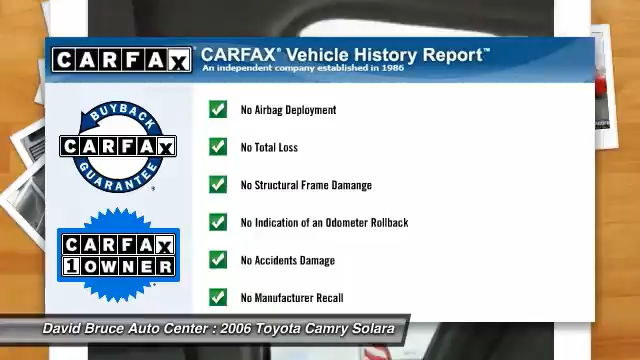 CARFAX CARFAX® Vehicle History Report™
An independent company established in 1986
BUYBACK
CARFAX
GUARANTEE
CARFAX
1 OWNER
No Airbag Deployment
No Total Loss
No Structural Frame Damange
No Indication of an Odometer Rollback
No Accidents Damage
No Manufacturer Recall
David Bruce Auto Center : 2006 Toyota Camry Solara